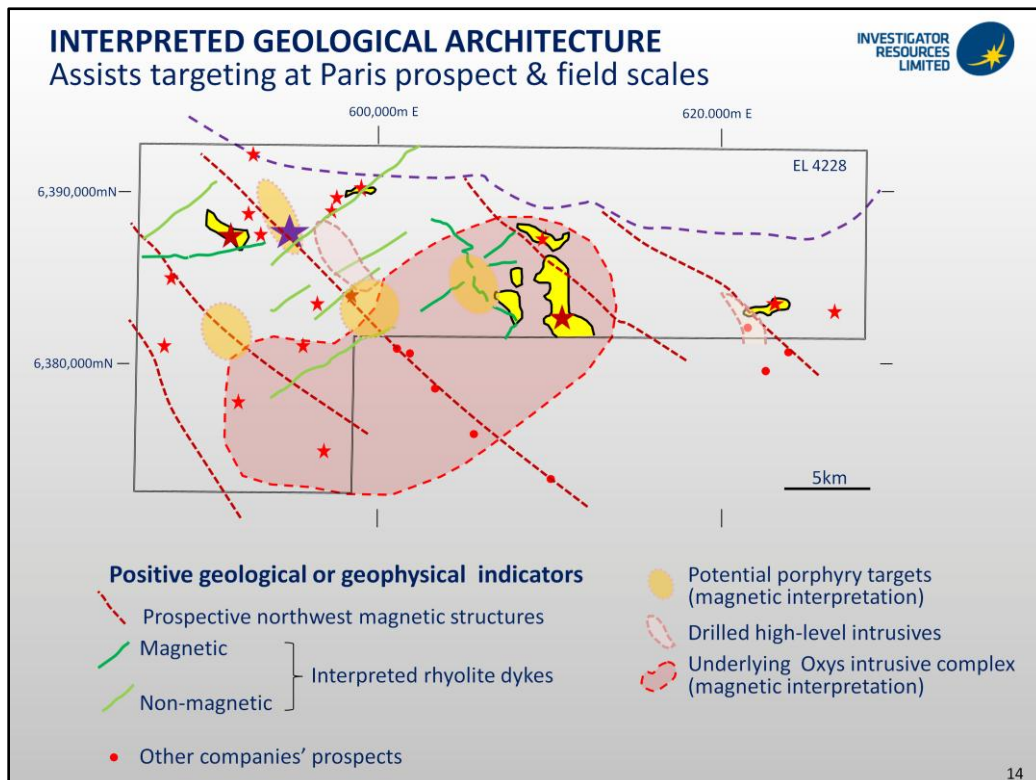 INTERPRETED GEOLOGICAL ARCHITECTURE
Assists targeting at Paris prospect & field scales
INVESTIGATOR
RESOURCES
LIMITED
600,000m E
620.000m E
EL 4228
6,390,000mN
6,380,000mN
5km
Positive geological or geophysical indicators
Prospective northwest magnetic structures
Magnetic
Interpreted rhyolite dykes
Non-magnetic
Other companies' prospects
Potential porphyry targets
(magnetic interpretation)
Drilled high-level intrusives
Underlying Oxys intrusive complex
(magnetic interpretation)
14